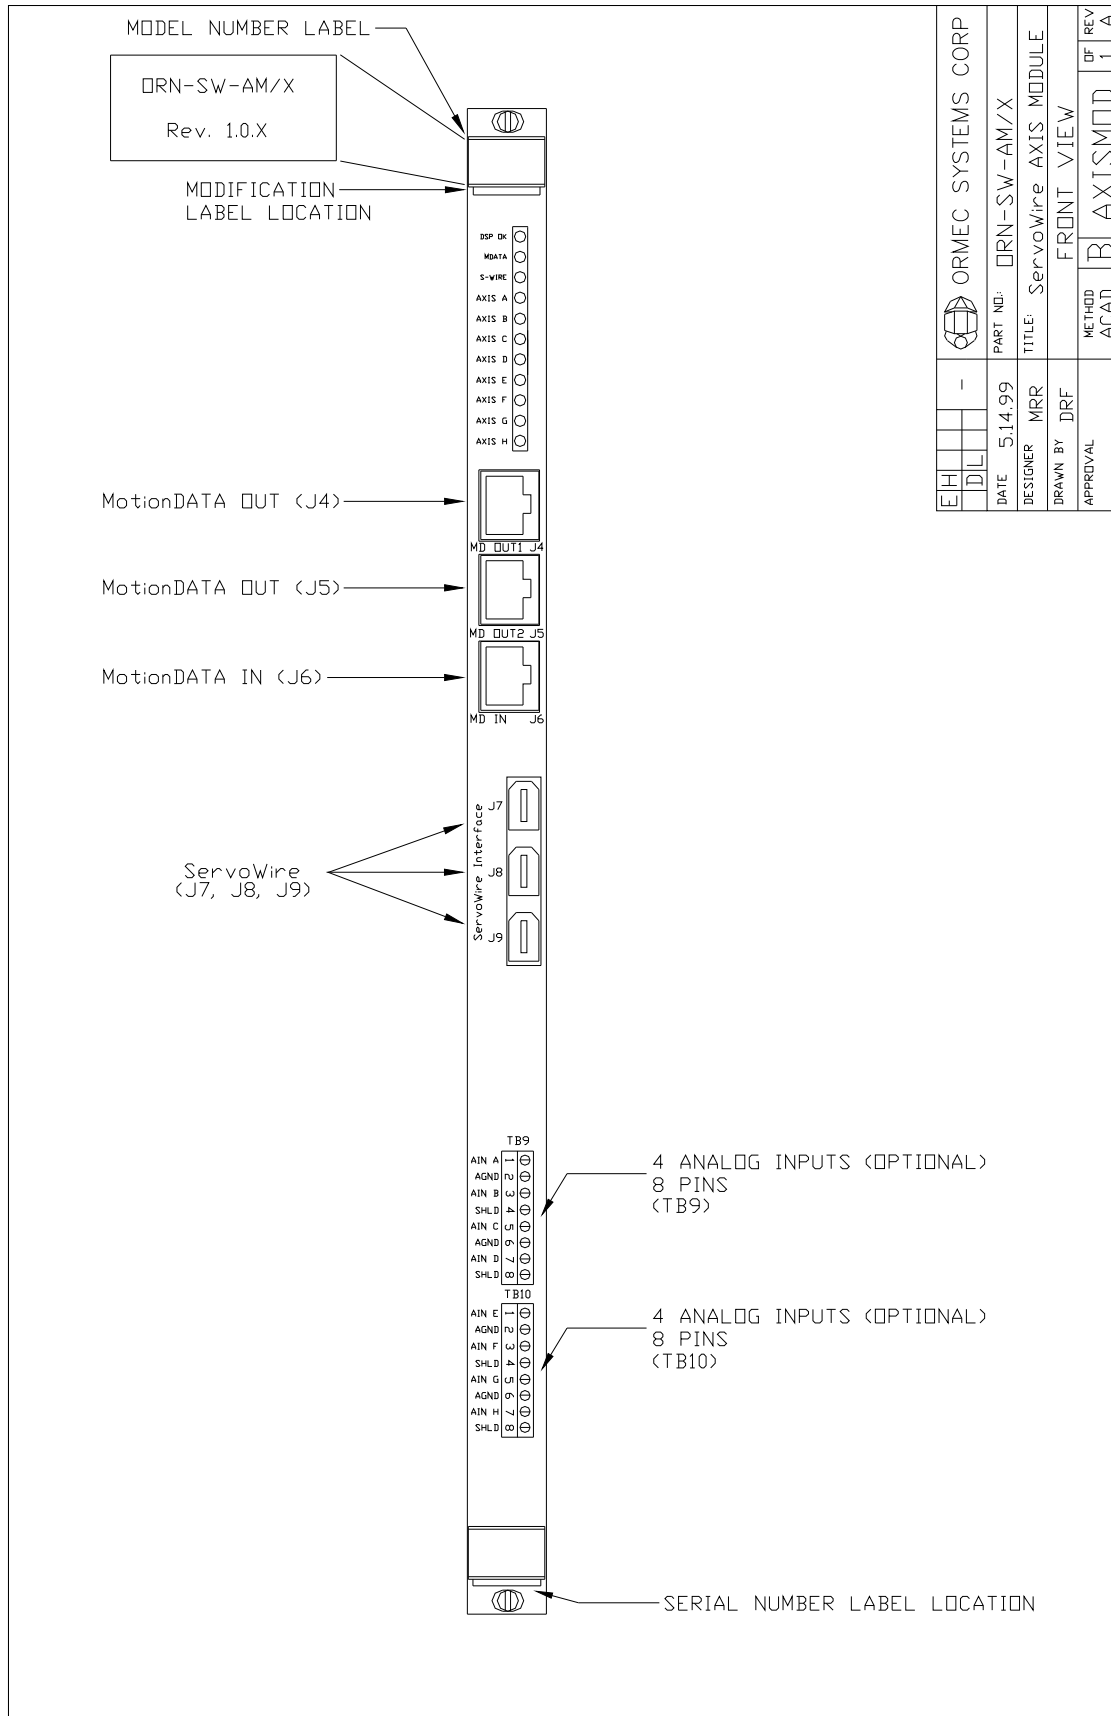 MODEL NUMBER LABEL
ORN-SW-AM/X
Rev. 1.0.X
MODIFICATION
LABEL LOCATION
DSP OK
MDATA
S-WIRE
AXIS A
AXIS B
AXIS C
AXIS D
AXIS E
AXIS F
AXIS G
AXIS H
MotionDATA OUT (J4)
MD OUT1 J4
MotionDATA OUT (J5)
MD OUT2 J5
MotionDATA IN (J6)
MD IN J6
ServoWire Interface
J7
J8
J9
ServoWire
(J7, J8, J9)
TB9
AIN A 1
AGND 2
AIN B 3
SHLD 4
AIN C 5
AGND 6
AIN D 7
SHLD 8
4 ANALOG INPUTS (OPTIONAL)
8 PINS
(TB9)
TB10
AIN E 1
AGND 2
AIN F 3
SHLD 4
AIN G 5
AGND 6
AIN H 7
SHLD 8
4 ANALOG INPUTS (OPTIONAL)
8 PINS
(TB10)
SERIAL NUMBER LABEL LOCATION
E H -
D L
ORMEC SYSTEMS CORP
DATE 5.14.99
PART NO.: ORN-SW-AM/X
DESIGNER MRR
TITLE: ServoWire AXIS MODULE
DRAWN BY DRF
FRONT VIEW
APPROVAL
METHOD
ACAD
B
AXISMOD
OF
1
REV
A